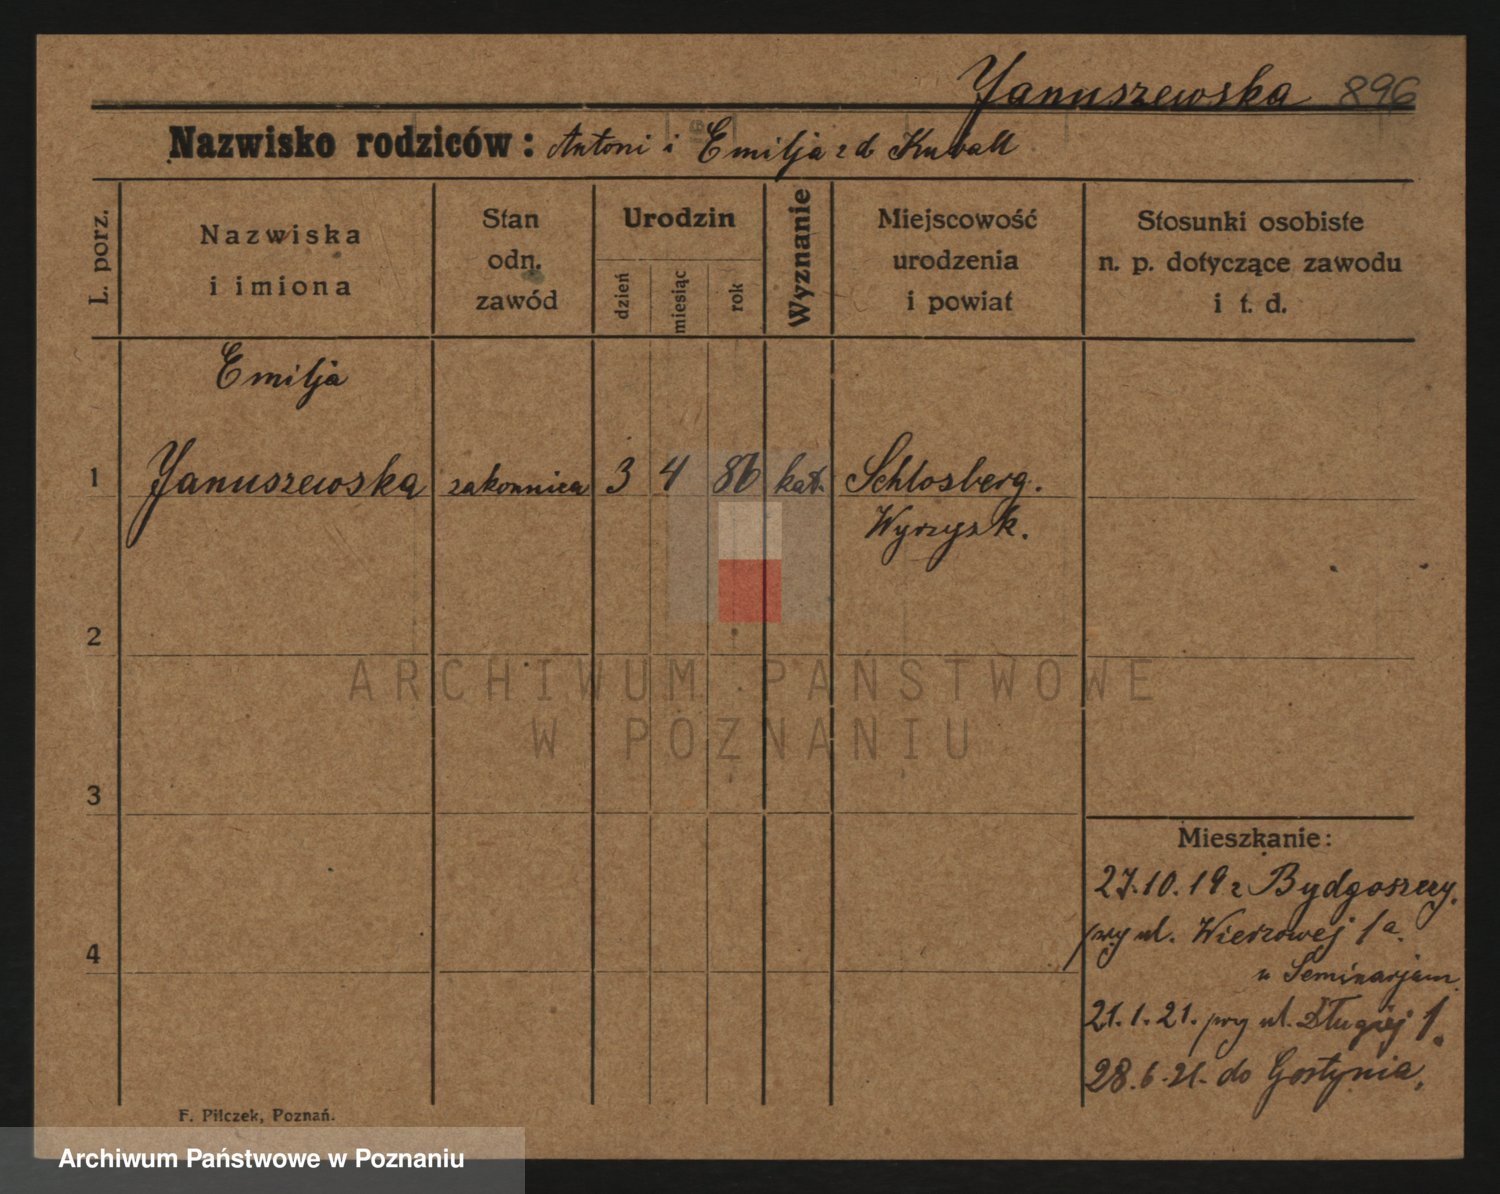 Januszewska 896
Nazwisko rodziców: Antoni i Emilja z d. Kuball
L. porz.
Nazwiska
i imiona
Stan
odn.
zawód
Urodzin
dzień
miesiąc
rok
Wyznanie
Miejscowość
urodzenia
i powiat
Stosunki osobiste
n. p. dotyczące zawodu
i t. d.
Emilja
1 Januszewska zakonnica 3 4 86 kat. Schlosberg.
Wyrzysk.
2
3
4
Mieszkanie:
27.10.19 z Bydgoszczy.
przy ul. Wieżowej 1a.
w Seminarjum.
21.1.21. przy ul. Długiej 1.
28.6.21. do Gostynia.
F. Pilczek, Poznań.
ARCHIWUM PAŃSTWOWE
W POZNANIU
Archiwum Państwowe w Poznaniu